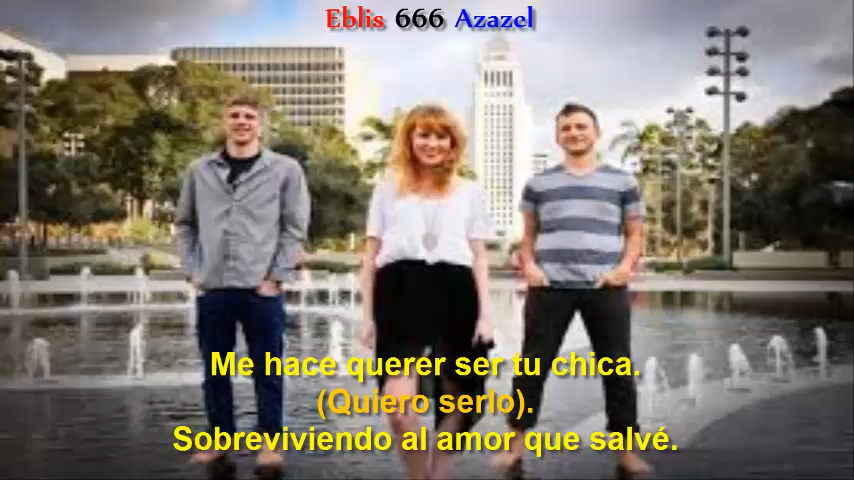 Eblis 666 Azazel
Me hace querer ser tu chica.
(Quiero serlo).
Sobreviviendo al amor que salvé.